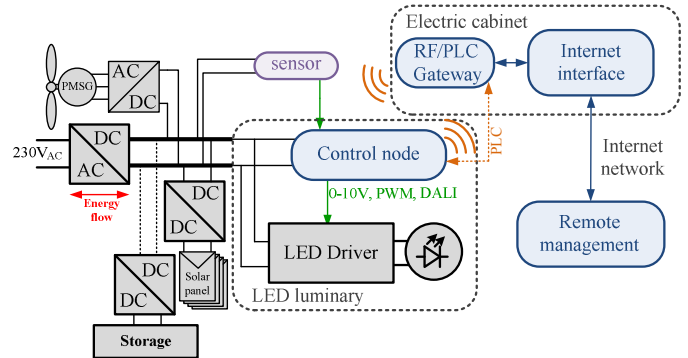 Electric cabinet
RF/PLC
Gateway
Internet
interface
sensor
PMSG
AC
DC
230VAC
DC
AC
Energy
flow
Control node
PLC
Internet
network
0-10V, PWM, DALI
DC
DC
LED Driver
Remote
management
Solar
panel
DC
DC
LED luminary
Storage